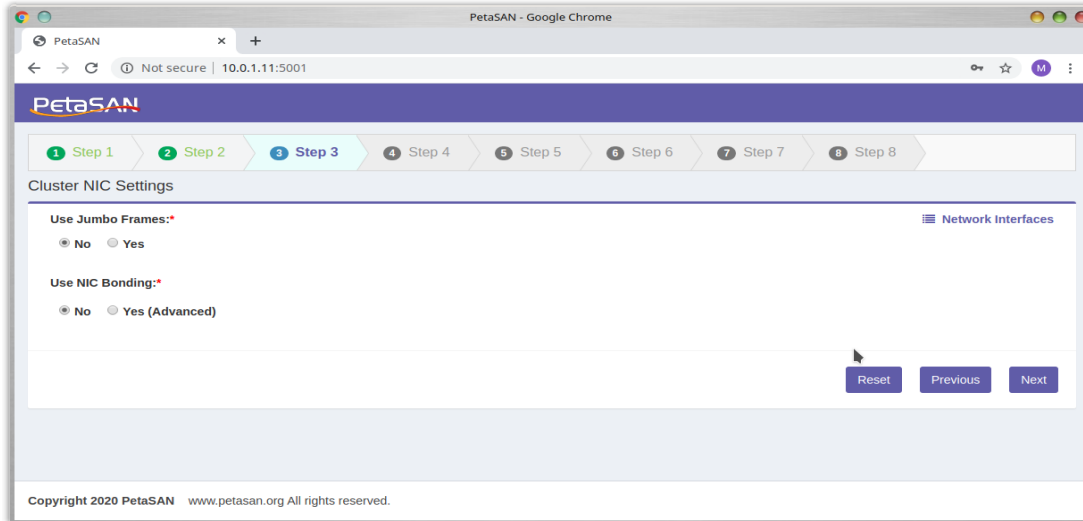 PetaSAN - Google Chrome
PetaSAN × +
Not secure | 10.0.1.11:5001 M
PetaSAN
1 Step 1 2 Step 2 3 Step 3 4 Step 4 5 Step 5 6 Step 6 7 Step 7 8 Step 8
Cluster NIC Settings
Use Jumbo Frames:* Network Interfaces
No Yes
Use NIC Bonding:*
No Yes (Advanced)
Reset Previous Next
Copyright 2020 PetaSAN www.petasan.org All rights reserved.